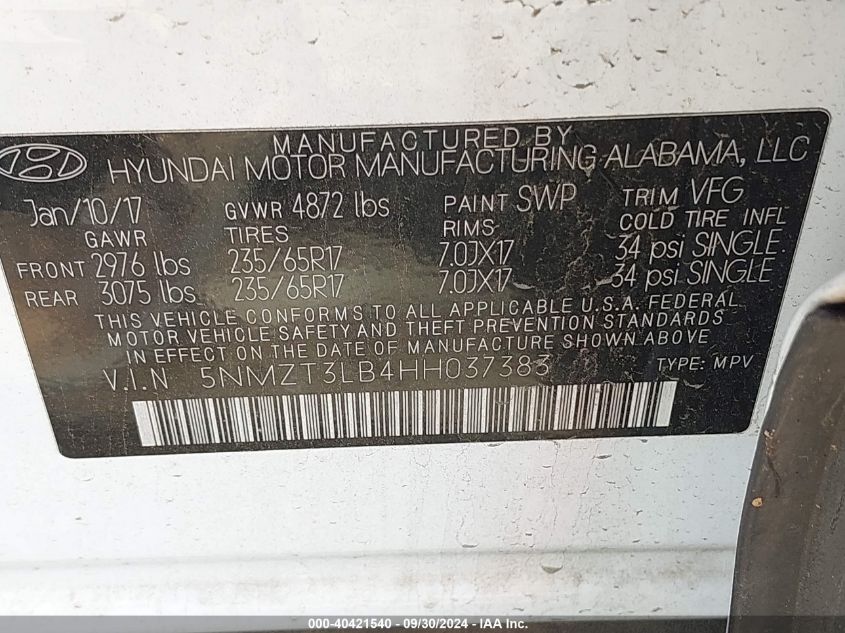 MANUFACTURED BY
HYUNDAI MOTOR MANUFACTURING ALABAMA, LLC
Jan/10/17 GVWR 4872 lbs PAINT SWP TRIM VFG
GAWR TIRES RIMS COLD TIRE INFL
FRONT 2976 lbs 235/65R17 7.0JX17 34 psi SINGLE
REAR 3075 lbs 235/65R17 7.0JX17 34 psi SINGLE
THIS VEHICLE CONFORMS TO ALL APPLICABLE U.S.A. FEDERAL
MOTOR VEHICLE SAFETY AND THEFT PREVENTION STANDARDS
IN EFFECT ON THE DATE OF MANUFACTURE SHOWN ABOVE
V.I.N 5NMZT3LB4HH037383 TYPE: MPV
000-40421540 - 09/30/2024 - IAA Inc.